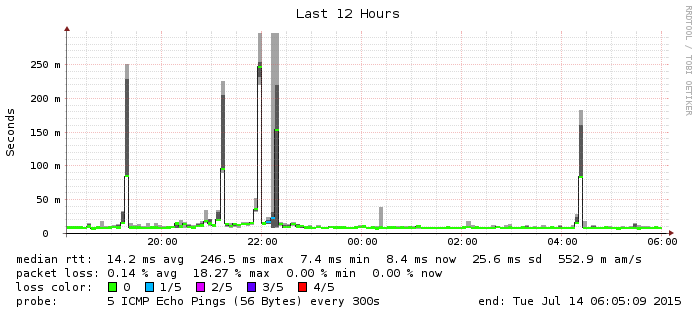 Last 12 Hours
RRDTOOL / TOBI OETIKER
Seconds
250 m
200 m
150 m
100 m
50 m
0
20:00 22:00 00:00 02:00 04:00 06:00
median rtt: 14.2 ms avg 246.5 ms max 7.4 ms min 8.4 ms now 25.6 ms sd 552.9 m am/s
packet loss: 0.14 % avg 18.27 % max 0.00 % min 0.00 % now
loss color: 0 1/5 2/5 3/5 4/5
probe: 5 ICMP Echo Pings (56 Bytes) every 300s end: Tue Jul 14 06:05:09 2015